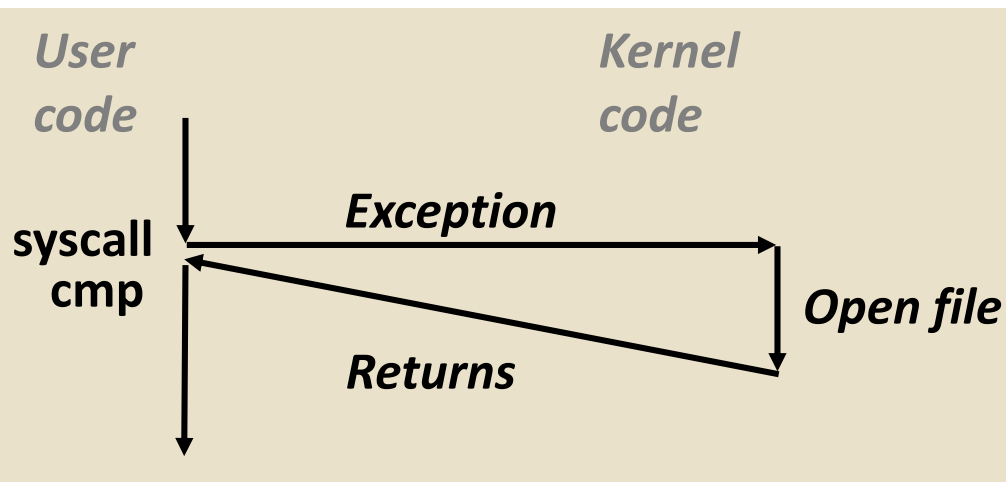 User
code
Kernel
code
Exception
syscall
cmp
Open file
Returns